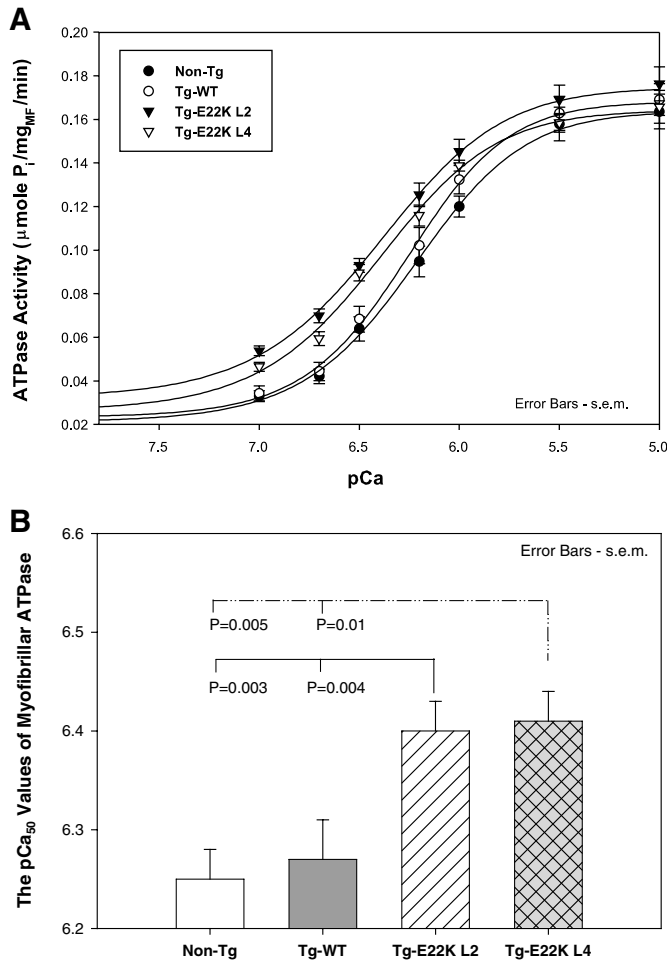 A
ATPase Activity (μmole Pi/mgMF/min)
0.20
0.18
0.16
0.14
0.12
0.10
0.08
0.06
0.04
0.02
Non-Tg
Tg-WT
Tg-E22K L2
Tg-E22K L4
Error Bars - s.e.m.
7.5 7.0 6.5 6.0 5.5 5.0
pCa
B
The pCa50 Values of Myofibrillar ATPase
6.6
6.5
6.4
6.3
6.2
Error Bars - s.e.m.
P=0.005 P=0.01
P=0.003 P=0.004
Non-Tg Tg-WT Tg-E22K L2 Tg-E22K L4